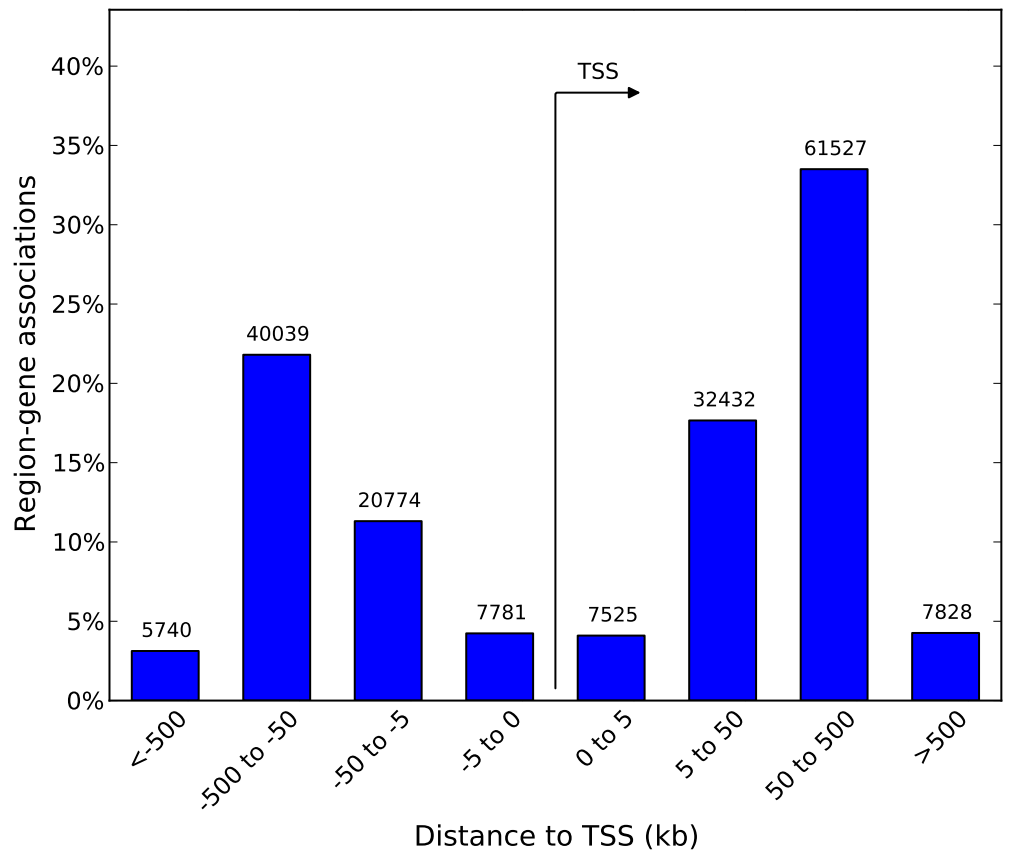 Region-gene associations
40%
35%
30%
25%
20%
15%
10%
5%
0%
TSS
5740
40039
20774
7781
7525
32432
61527
7828
<-500
-500 to -50
-50 to -5
-5 to 0
0 to 5
5 to 50
50 to 500
>500
Distance to TSS (kb)